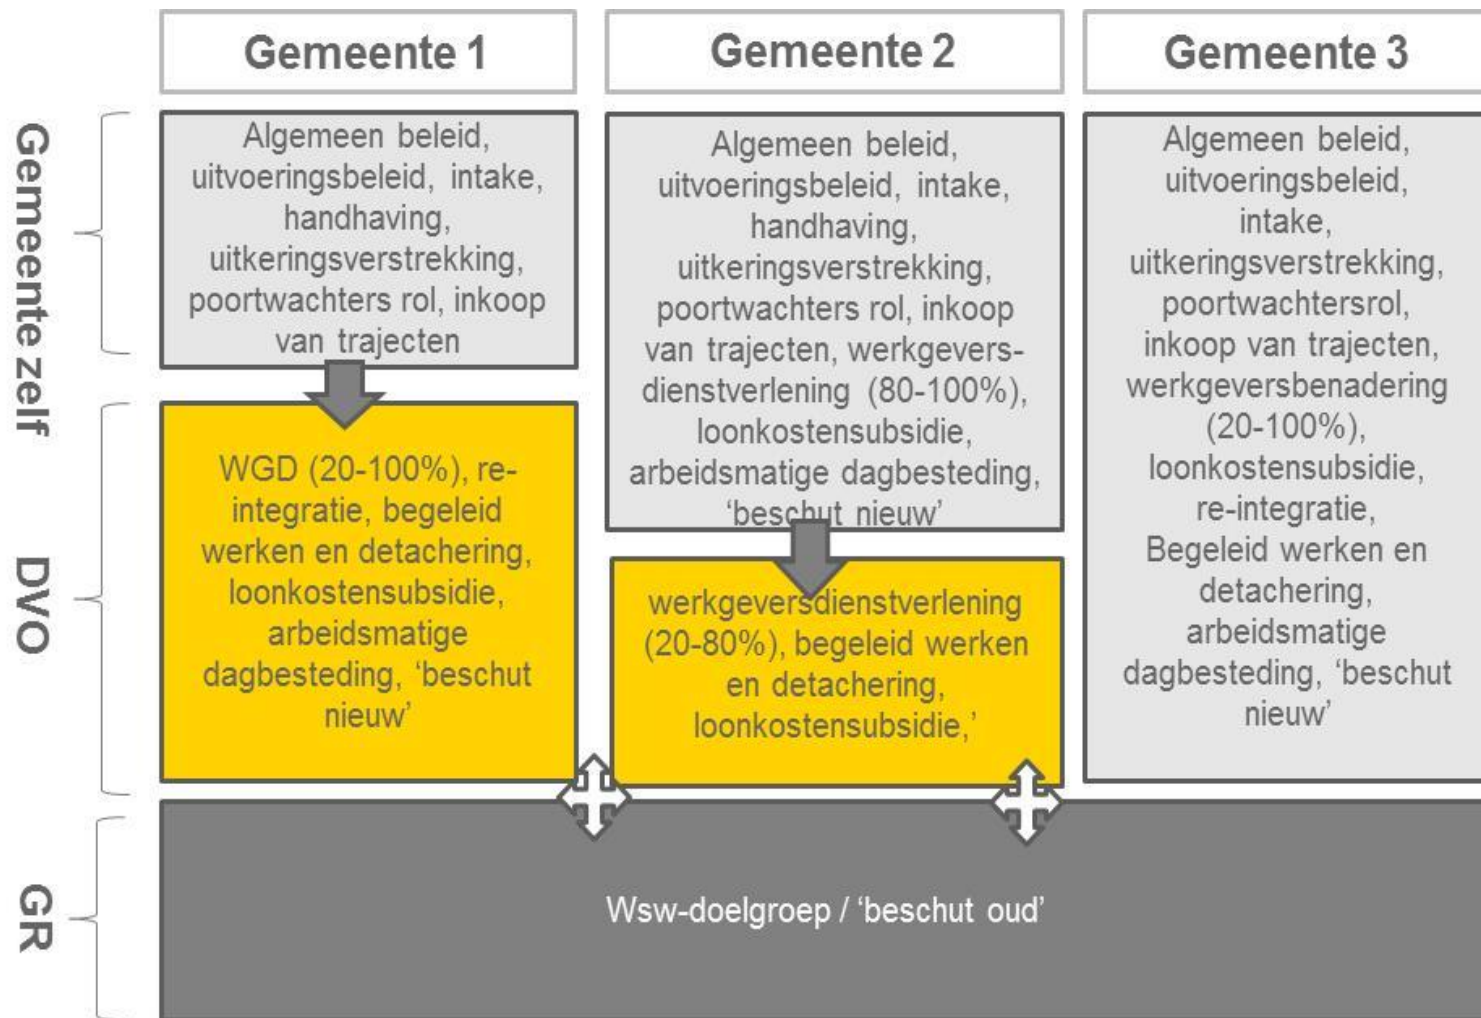 Gemeente 1
Gemeente 2
Gemeente 3
Gemeente zelf
Algemeen beleid,
uitvoeringsbeleid, intake,
handhaving,
uitkeringsverstrekking,
poortwachters rol, inkoop
van trajecten
Algemeen beleid,
uitvoeringsbeleid, intake,
handhaving,
uitkeringsverstrekking,
poortwachters rol, inkoop
van trajecten, werkgevers-
dienstverlening (80-100%),
loonkostensubsidie,
arbeidsmatige dagbesteding,
‘beschut nieuw’
Algemeen beleid,
uitvoeringsbeleid,
intake,
uitkeringsverstrekking,
poortwachtersrol,
inkoop van trajecten,
werkgeversbenadering
(20-100%),
loonkostensubsidie,
re-integratie,
Begeleid werken en
detachering,
arbeidsmatige
dagbesteding, ‘beschut
nieuw’
DVO
WGD (20-100%), re-
integratie, begeleid
werken en detachering,
loonkostensubsidie,
arbeidsmatige
dagbesteding, ‘beschut
nieuw’
werkgeversdienstverlening
(20-80%), begeleid werken
en detachering,
loonkostensubsidie,’
GR
Wsw-doelgroep / ‘beschut oud’